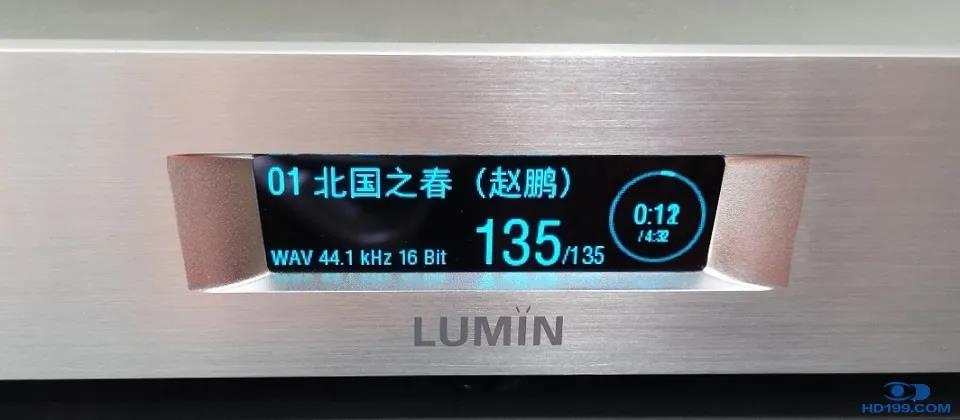 01 北国之春（赵鹏）
WAV 44.1 kHz 16 Bit
135/135
0:12
/4:32
LUMÏN
HD199.COM